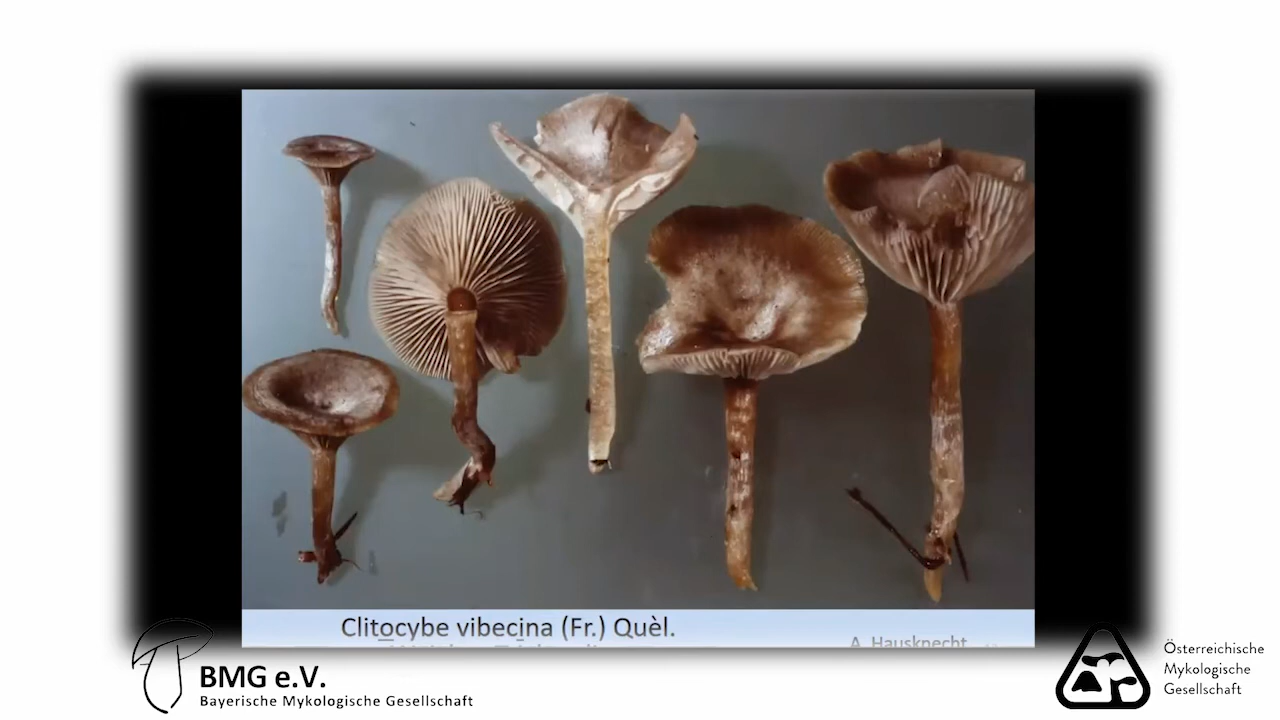 Clitocybe vibecina (Fr.) Quèl.
A. Hausknecht
BMG e.V.
Bayerische Mykologische Gesellschaft
Österreichische
Mykologische
Gesellschaft